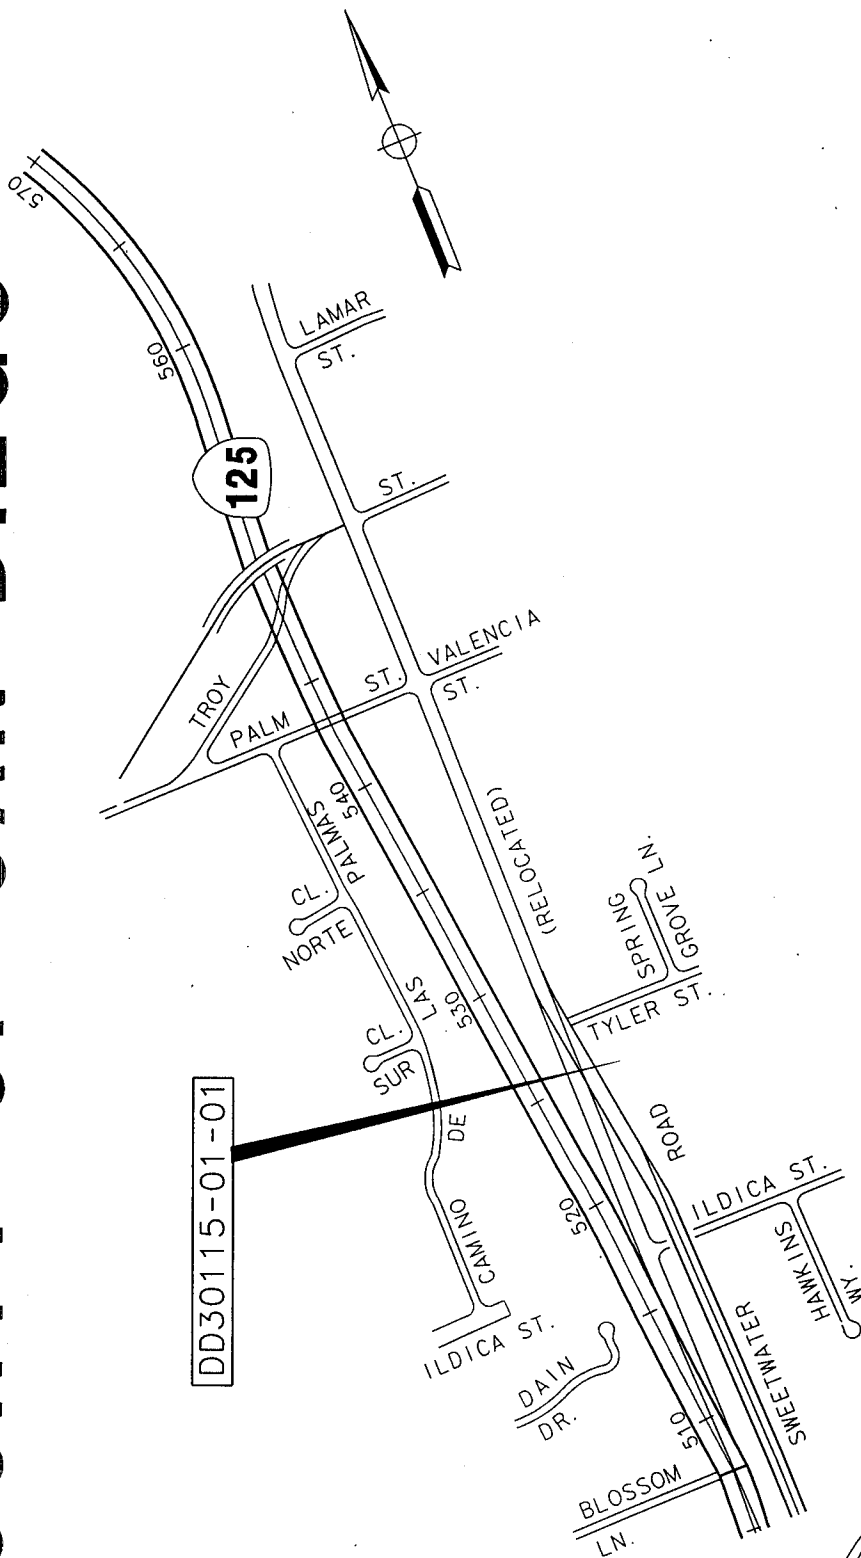 570
560
125
LAMAR
ST.
ST.
VALENCIA
ST.
TROY
PALM ST.
540
(RELOCATED)
CL.
NORTE
CL.
SUR
CAMINO DE LAS PALMAS
530
SPRING
GROVE LN.
TYLER ST.
DD30115-01-01
520
SWEETWATER ROAD
ILDICA ST.
HAWKINS
WY.
ILDICA ST.
DAIN
DR.
510
BLOSSOM
LN.